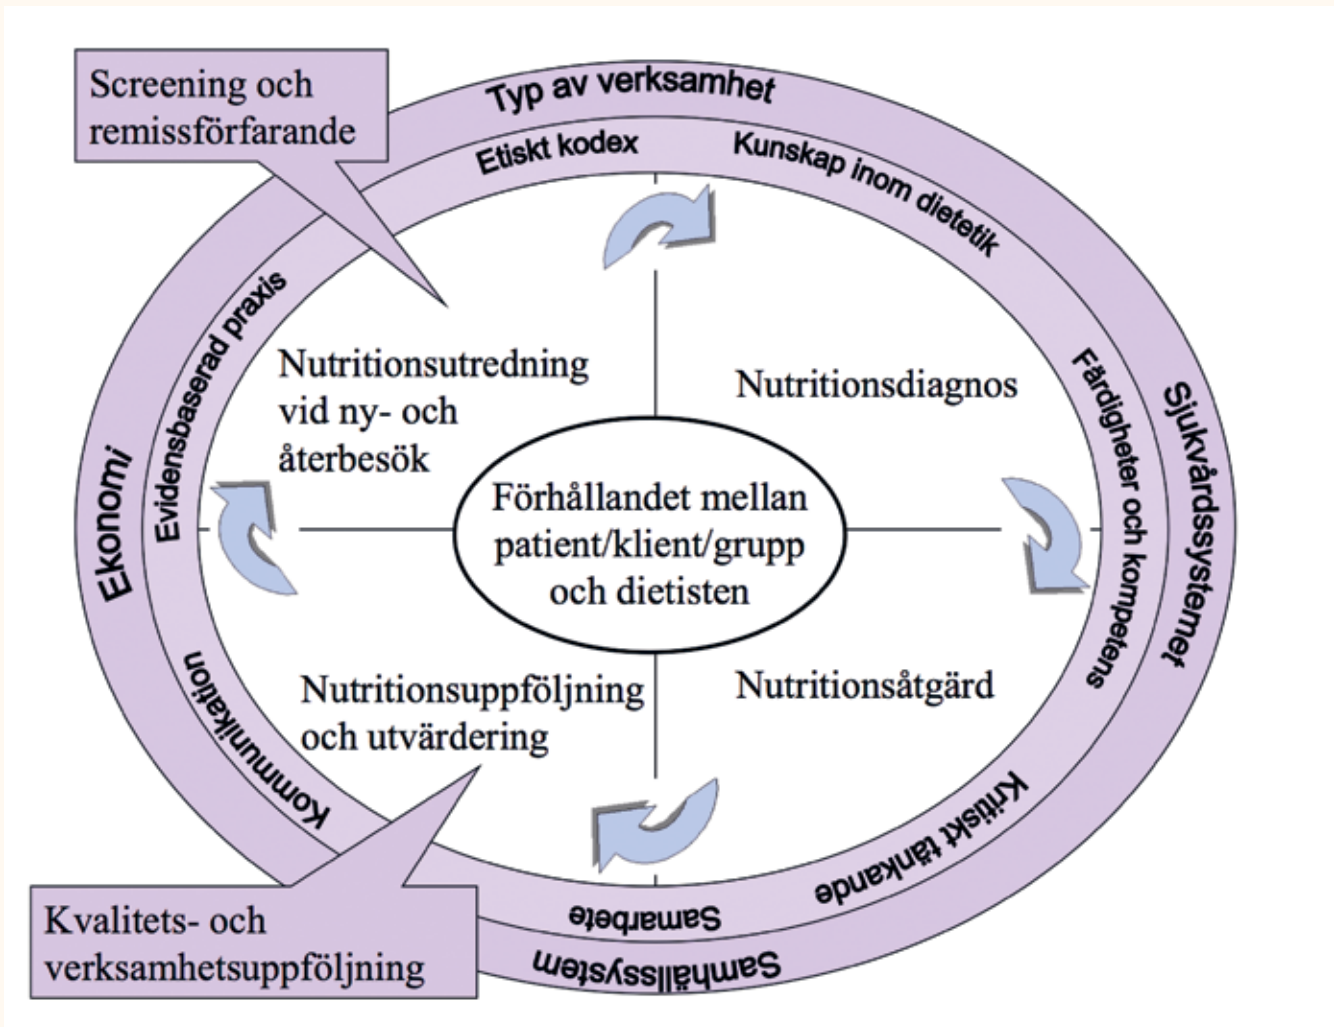 Screening och
remissförfarande
Typ av verksamhet
Etiskt kodex
Kunskap inom dietetik
Evidensbaserad praxis
Nutritionsutredning
vid ny- och
återbesök
Nutritionsdiagnos
Färdigheter och kompetens
Sjukvårdssystemet
Ekonomi
Förhållandet mellan
patient/klient/grupp
och dietisten
Kommunikation
Nutritionsuppföljning
och utvärdering
Nutritionsåtgärd
Kritiskt tänkande
Samarbete
Samhällssystem
Kvalitets- och
verksamhetsuppföljning